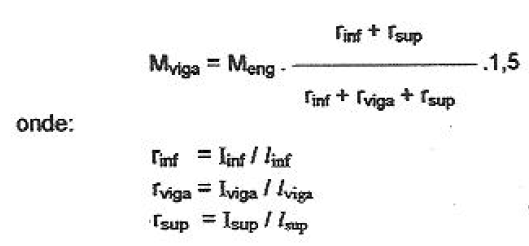 r_inf + r_sup
M_viga = M_eng . ———————— .1,5
r_inf + r_viga + r_sup
onde:
r_inf = I_inf / l_inf
r_viga = I_viga / l_viga
r_sup = I_sup / l_sup